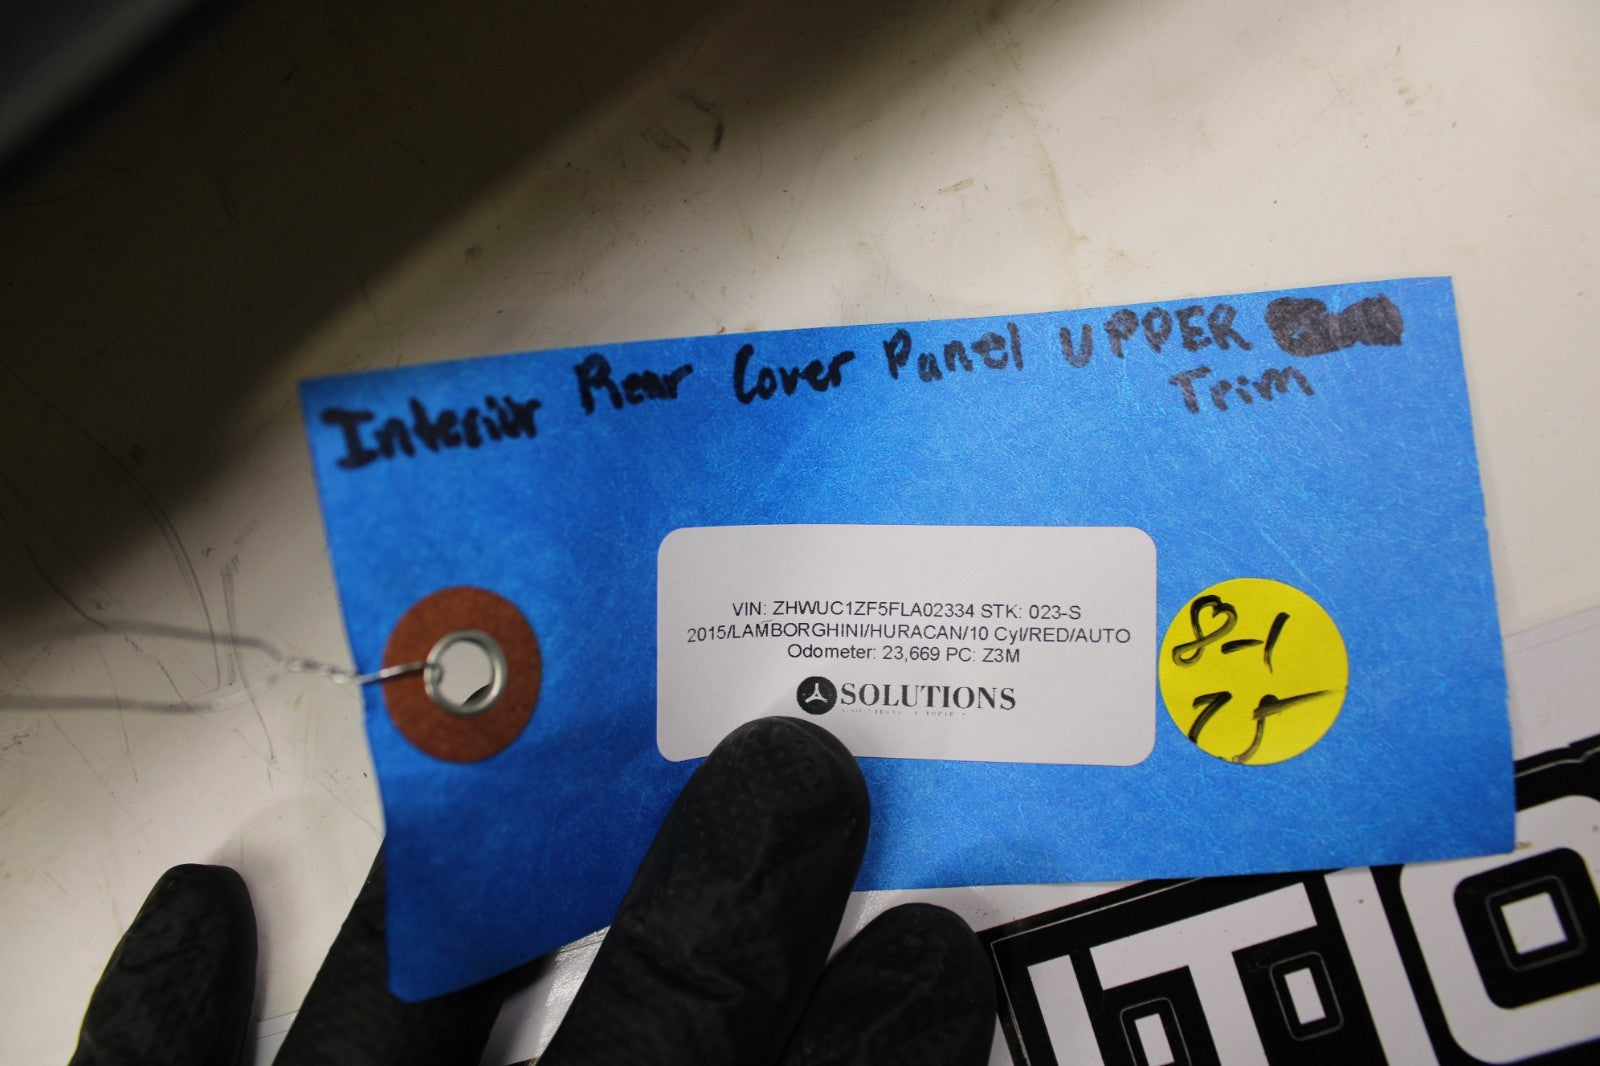 Interior Rear Cover Panel UPPER
Trim
VIN: ZHWUC1ZF5FLA02334 STK: 023-S
2015/LAMBORGHINI/HURACAN/10 Cyl/RED/AUTO
Odometer: 23,669 PC: Z3M
SOLUTIONS
8-1
75